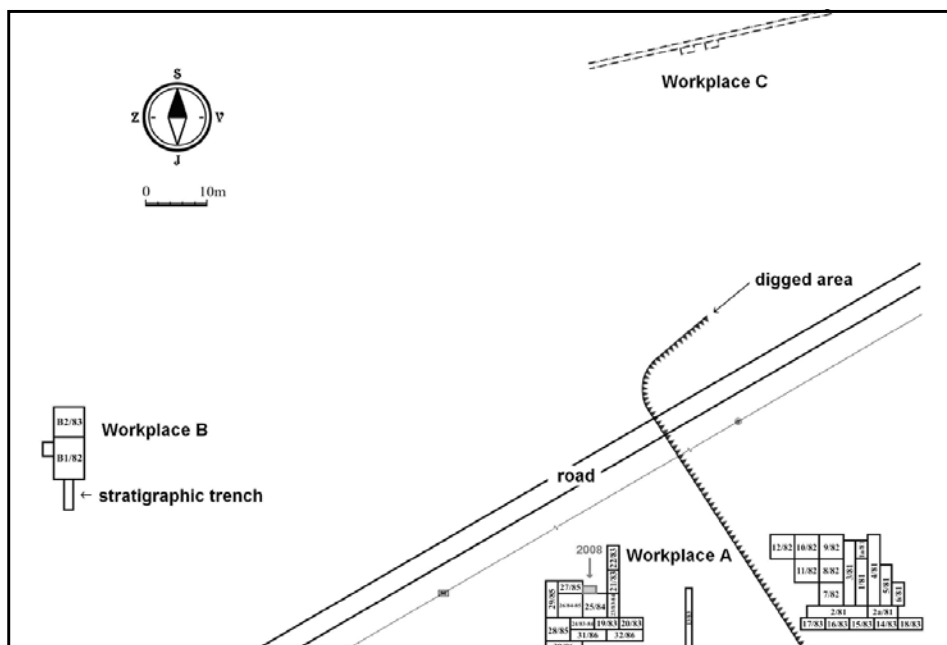 Workplace C
S
Z V
J
0 10m
digged area
B2/83
Workplace B
B1/82
stratigraphic trench
road
2008
Workplace A
12/82 10/82 9/82
11/82 8/82
3/81
1/81
4/81
5/81
6/81
7/82
2/81 2a/81
17/83 16/83 15/83 14/83 18/83
22/83
21/83
29/85
27/85
25/84
28/85
19/83 20/83
31/86 32/86